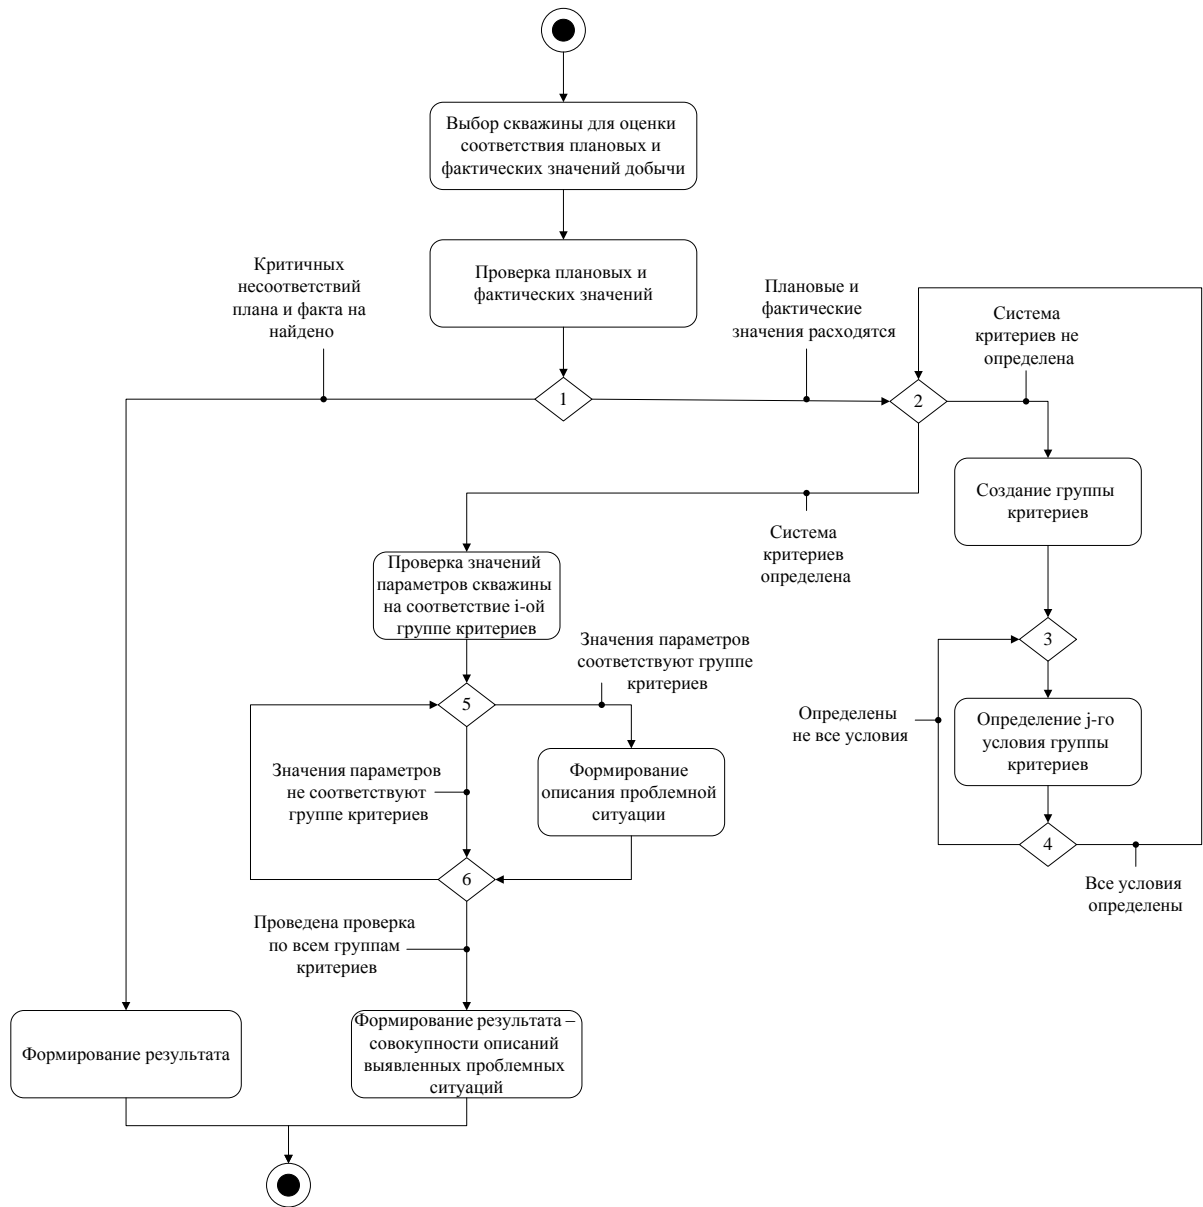 Выбор скважины для оценки
соответствия плановых и
фактических значений добычи
Проверка плановых и
фактических значений
Критичных
несоответствий
плана и факта на
найдено
Плановые и
фактические
значения расходятся
Система
критериев не
определена
1
2
Создание группы
критериев
Система
критериев
определена
Проверка значений
параметров скважины
на соответствие i-ой
группе критериев
3
Значения параметров
соответствуют группе
критериев
5
Определены
не все условия
Определение j-го
условия группы
критериев
Значения параметров
не соответствуют
группе критериев
Формирование
описания проблемной
ситуации
4
6
Все условия
определены
Проведена проверка
по всем группам
критериев
Формирование результата
Формирование результата –
совокупности описаний
выявленных проблемных
ситуаций